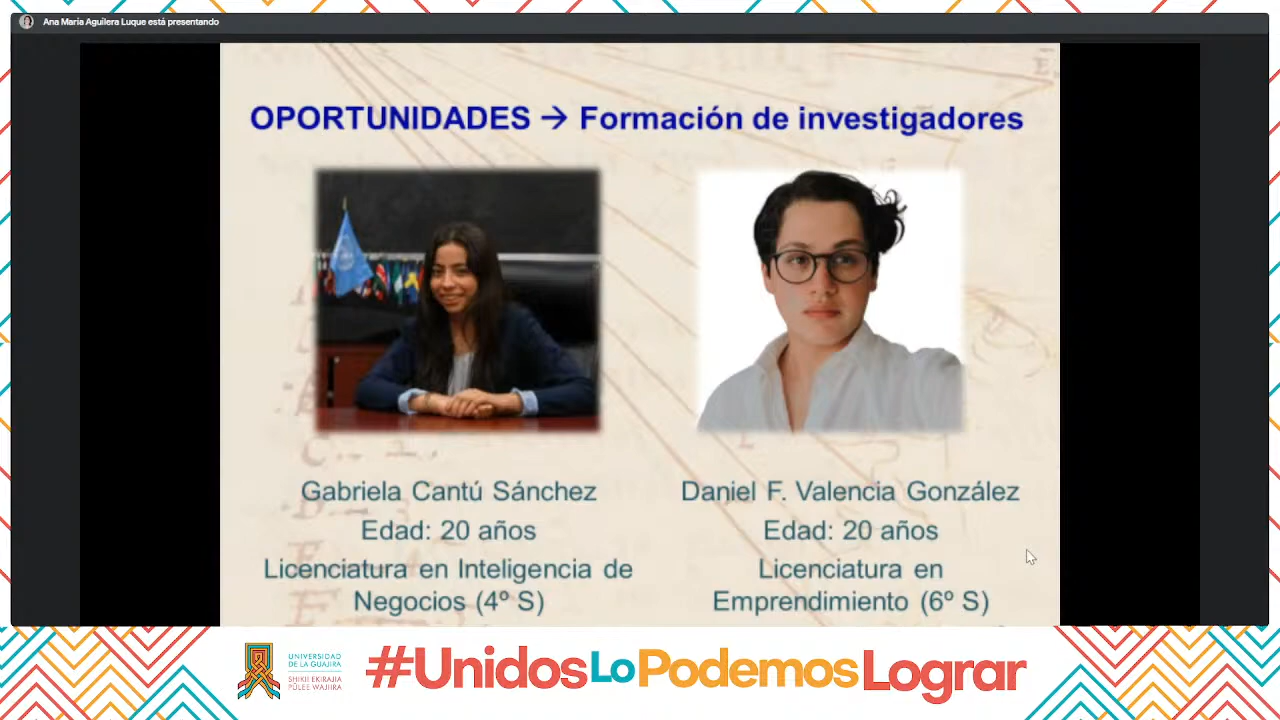 Ana Maria Aguilera Luque está presentando
OPORTUNIDADES → Formación de investigadores
Gabriela Cantú Sánchez
Edad: 20 años
Licenciatura en Inteligencia de
Negocios (4º S)
Daniel F. Valencia González
Edad: 20 años
Licenciatura en
Emprendimiento (6º S)
UNIVERSIDAD
DE LA GUAJIRA
SHIKII EKIRAJIA
PÜLEE WAJIIRA
#UnidosLoPodemosLograr